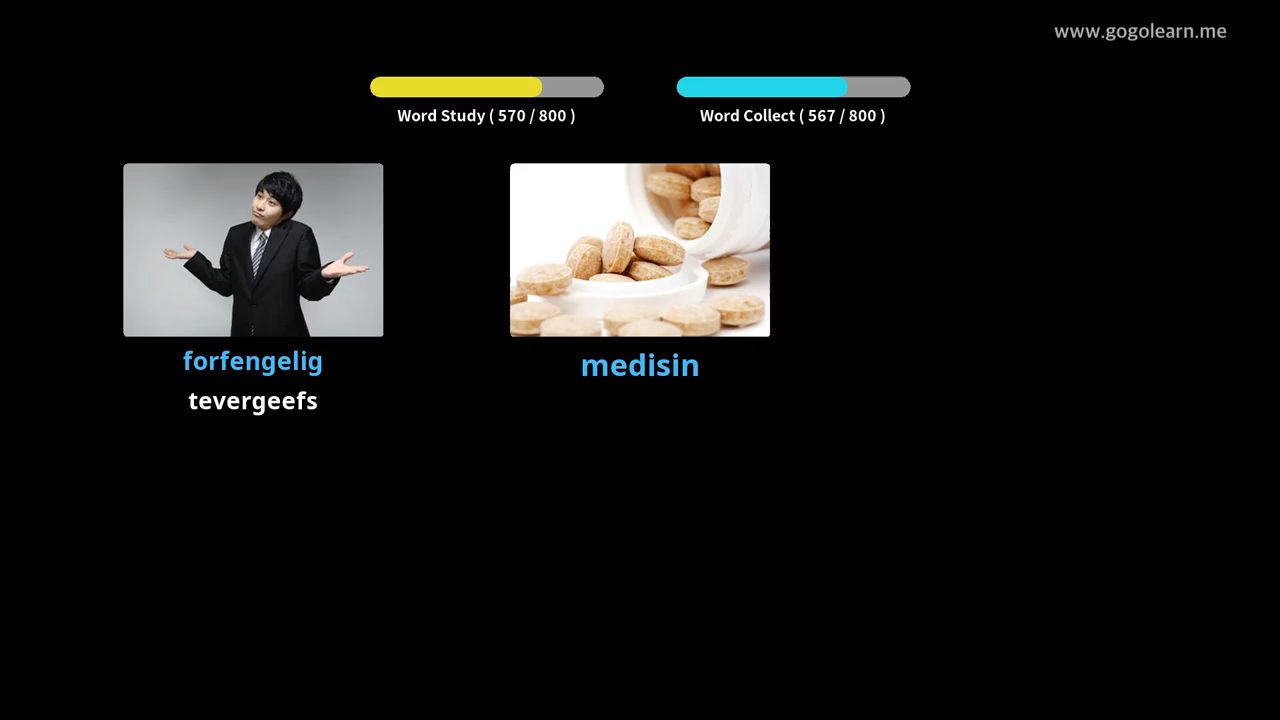 www.gogolearn.me
Word Study ( 570 / 800 )
Word Collect ( 567 / 800 )
forfengelig
tevergeefs
medisin